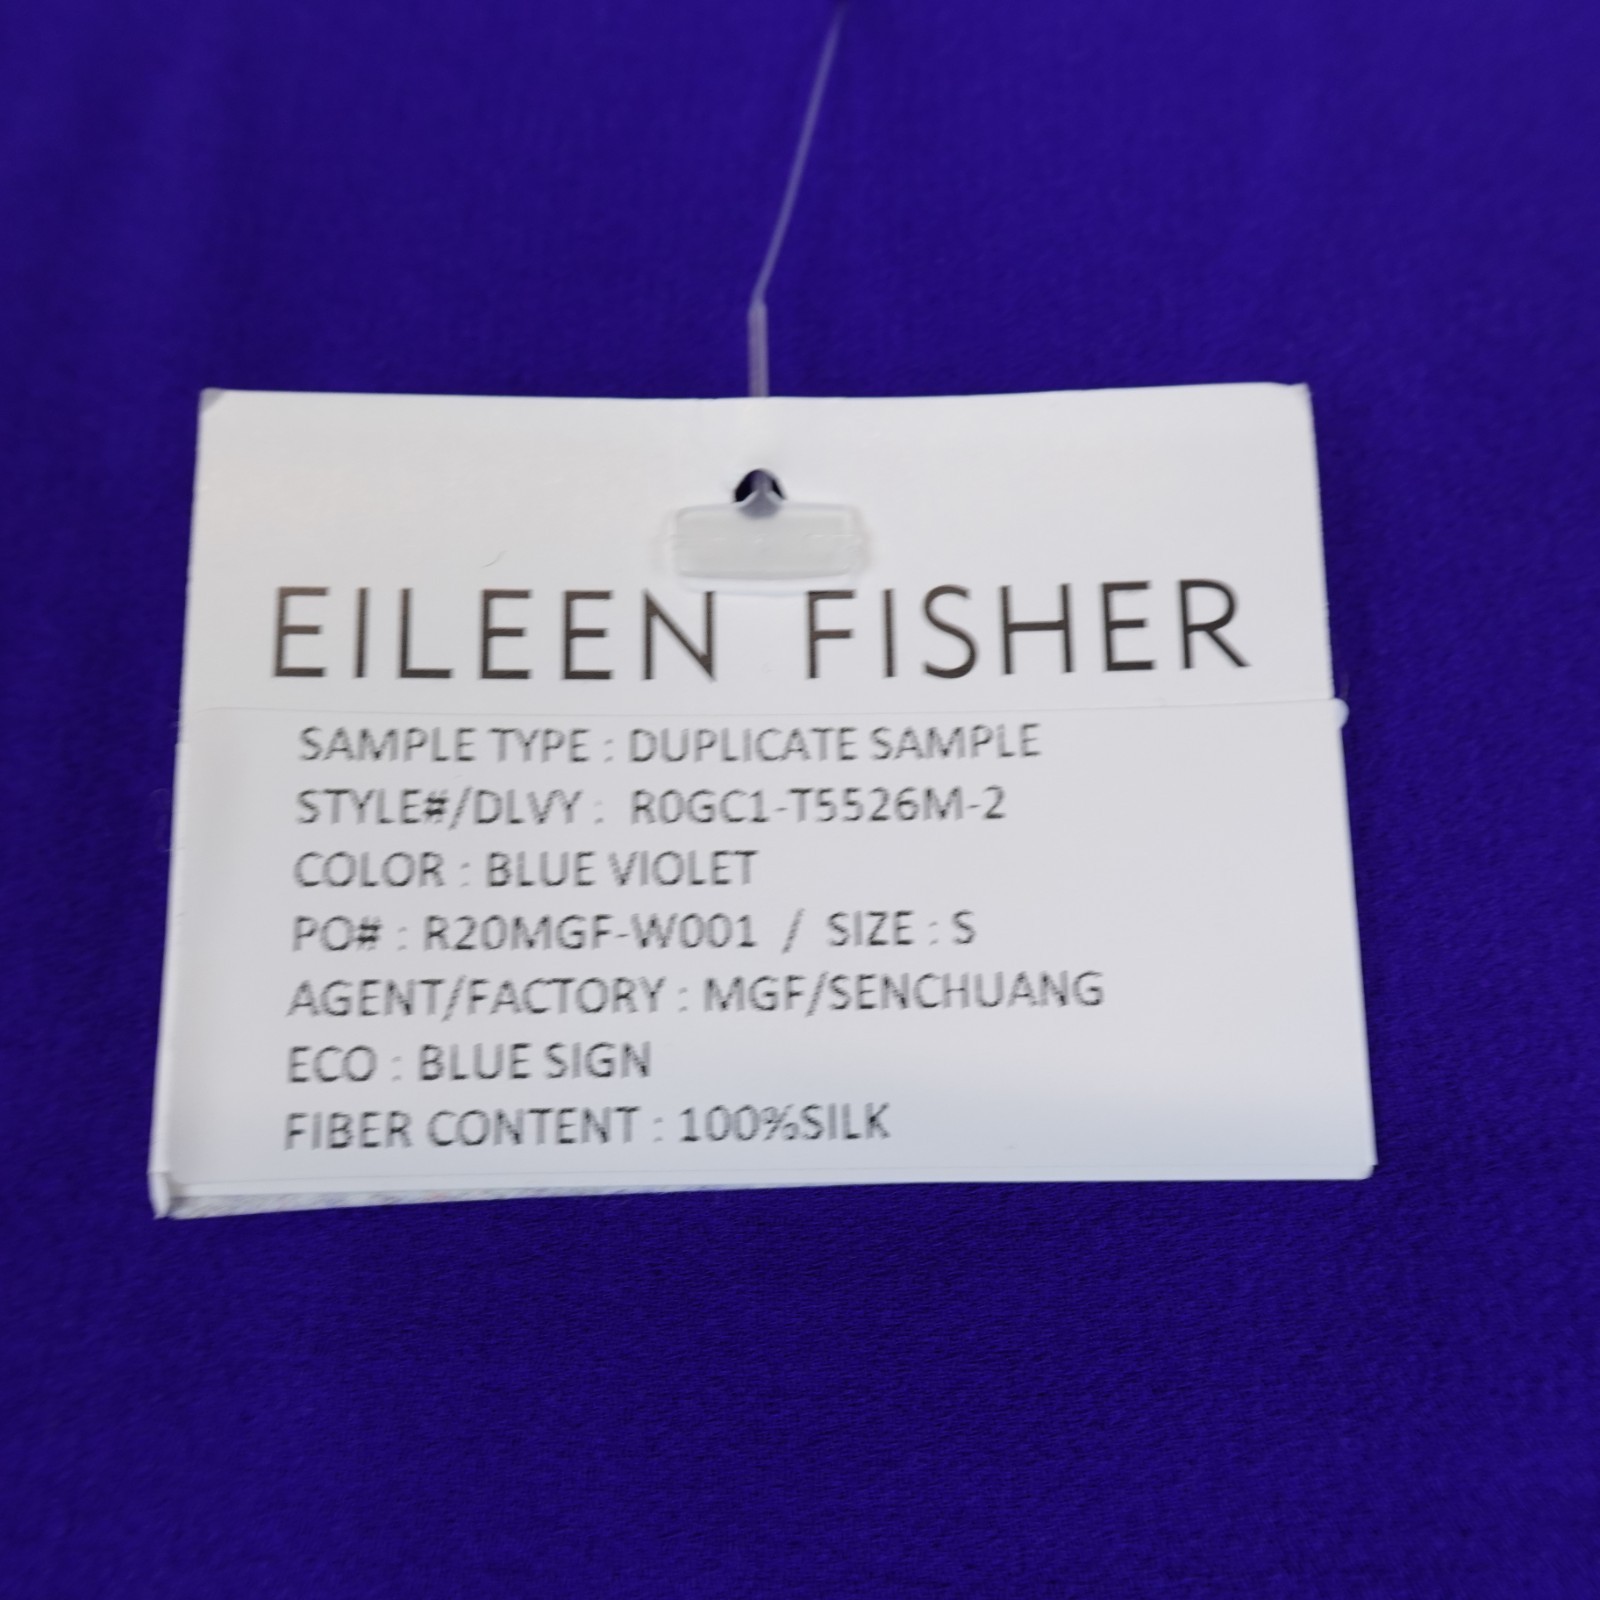 EILEEN FISHER
SAMPLE TYPE : DUPLICATE SAMPLE
STYLE#/DLVY : R0GC1-T5526M-2
COLOR : BLUE VIOLET
PO# : R20MGF-W001 / SIZE : S
AGENT/FACTORY : MGF/SENCHUANG
ECO : BLUE SIGN
FIBER CONTENT : 100%SILK